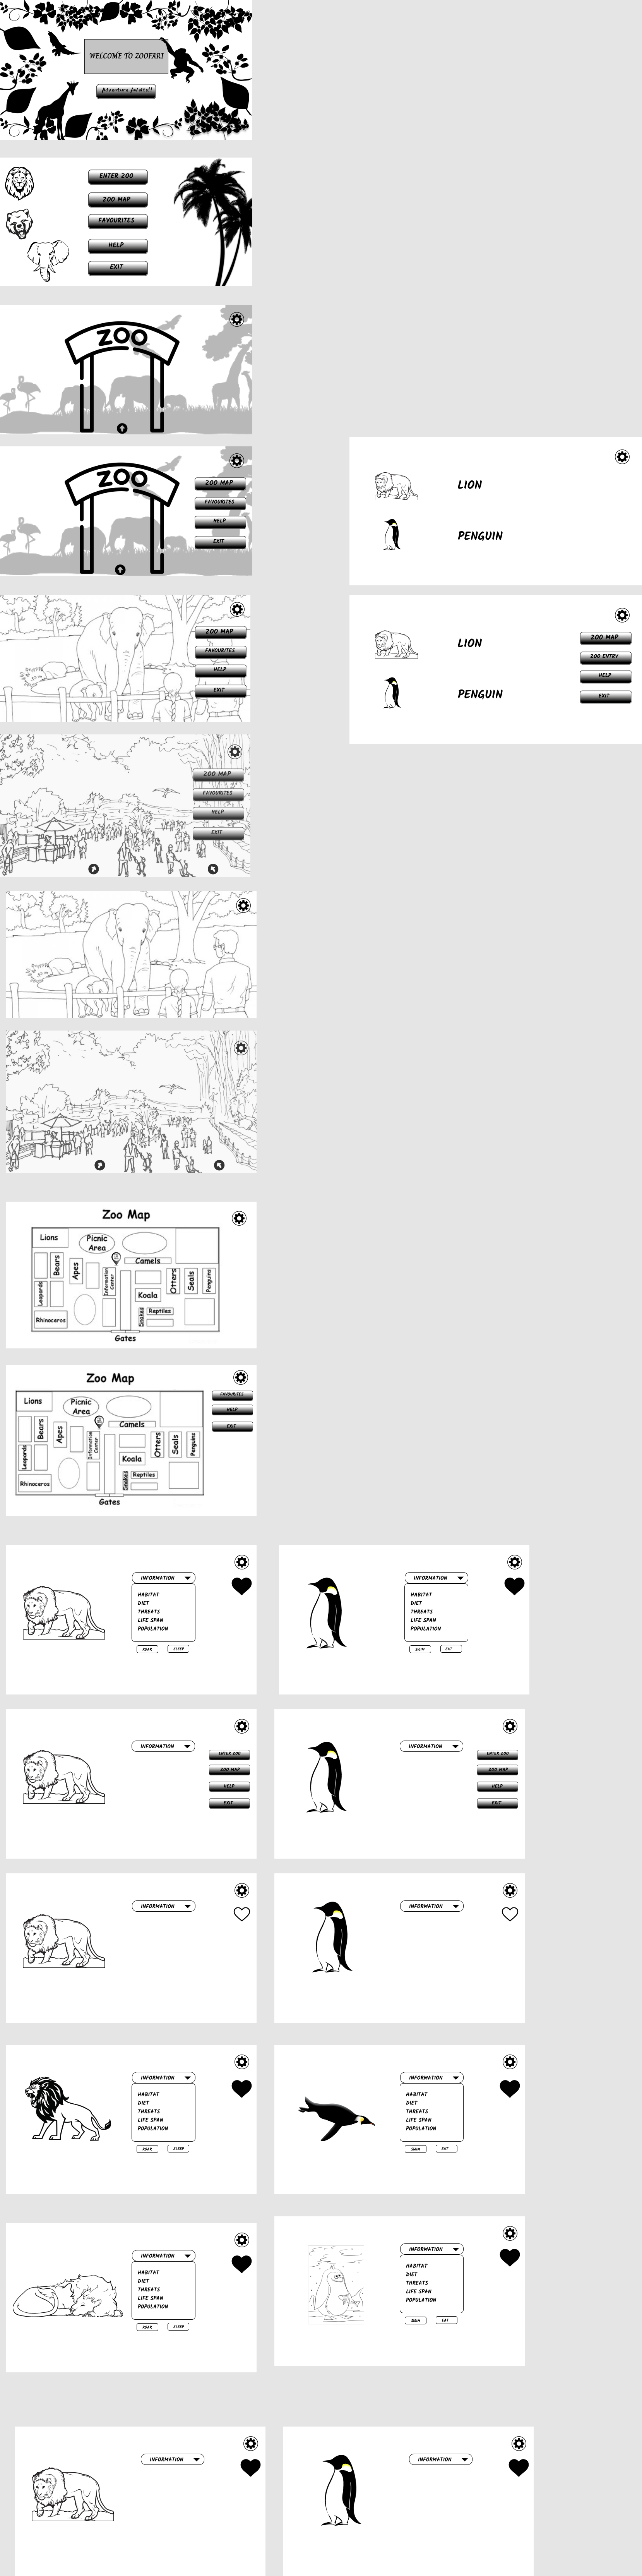 WELCOME TO ZOOFARI
Adventure Awaits!!
ENTER ZOO
ZOO MAP
FAVOURITES
HELP
EXIT
ZOO
ZOO
ZOO MAP
FAVOURITES
HELP
EXIT
LION
PENGUIN
ZOO MAP
FAVOURITES
HELP
EXIT
LION
PENGUIN
ZOO MAP
ZOO ENTRY
HELP
EXIT
ZOO MAP
FAVOURITES
HELP
EXIT
Zoo Map
Lions
Picnic
Area
Camels
Bears
Apes
Information
Center
Otters
Seals
Penguins
Leopards
Koala
Snakes
Reptiles
Rhinoceros
Gates
Zoo Map
FAVOURITES
HELP
EXIT
Lions
Picnic
Area
Camels
Bears
Apes
Information
Center
Otters
Seals
Penguins
Leopards
Koala
Snakes
Reptiles
Rhinoceros
Gates
INFORMATION
HABITAT
DIET
THREATS
LIFE SPAN
POPULATION
ROAR
SLEEP
INFORMATION
HABITAT
DIET
THREATS
LIFE SPAN
POPULATION
SWIM
EAT
INFORMATION
ENTER ZOO
ZOO MAP
HELP
EXIT
INFORMATION
ENTER ZOO
ZOO MAP
HELP
EXIT
INFORMATION
INFORMATION
INFORMATION
HABITAT
DIET
THREATS
LIFE SPAN
POPULATION
ROAR
SLEEP
INFORMATION
HABITAT
DIET
THREATS
LIFE SPAN
POPULATION
SWIM
EAT
INFORMATION
HABITAT
DIET
THREATS
LIFE SPAN
POPULATION
ROAR
SLEEP
INFORMATION
HABITAT
DIET
THREATS
LIFE SPAN
POPULATION
SWIM
EAT
INFORMATION
INFORMATION